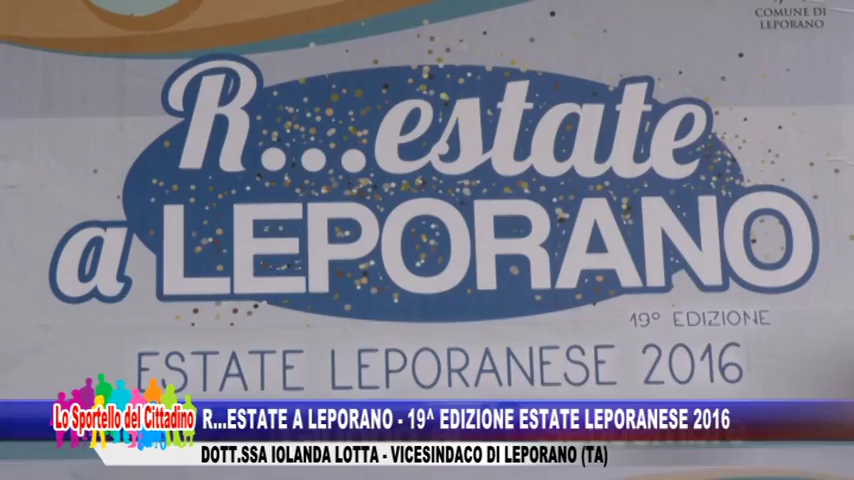 COMUNE DI
LEPORANO
R...estate
a LEPORANO
19° EDIZIONE
ESTATE LEPORANESE 2016
Lo Sportello del Cittadino
R...ESTATE A LEPORANO - 19^ EDIZIONE ESTATE LEPORANESE 2016
DOTT.SSA IOLANDA LOTTA - VICESINDACO DI LEPORANO (TA)